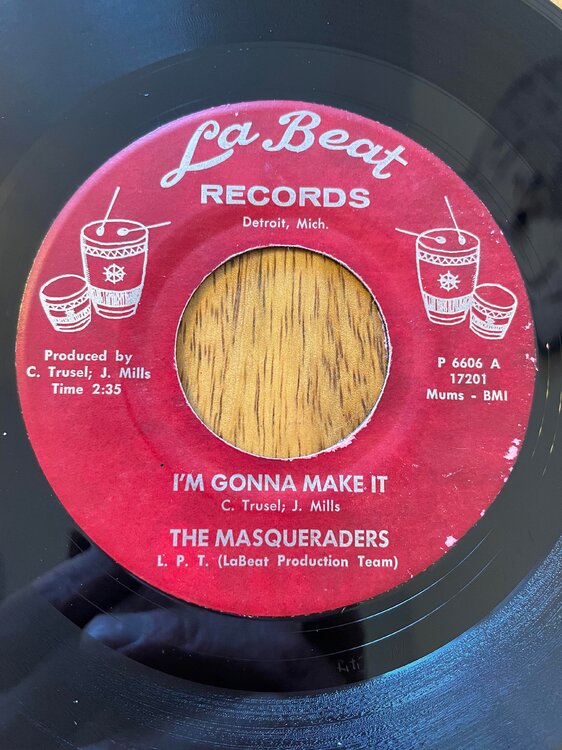 La Beat
RECORDS
Detroit, Mich.
Produced by
C. Trusel; J. Mills
Time 2:35
P 6606 A
17201
Mums - BMI
I'M GONNA MAKE IT
C. Trusel; J. Mills
THE MASQUERADERS
L. P. T. (LaBeat Production Team)